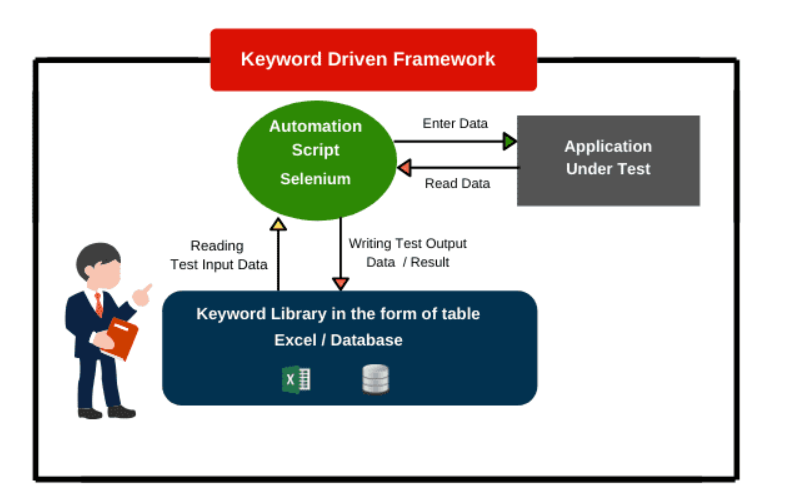 Keyword Driven Framework
Automation
Script
Selenium
Enter Data
Read Data
Application
Under Test
Reading
Test Input Data
Writing Test Output
Data / Result
Keyword Library in the form of table
Excel / Database
X